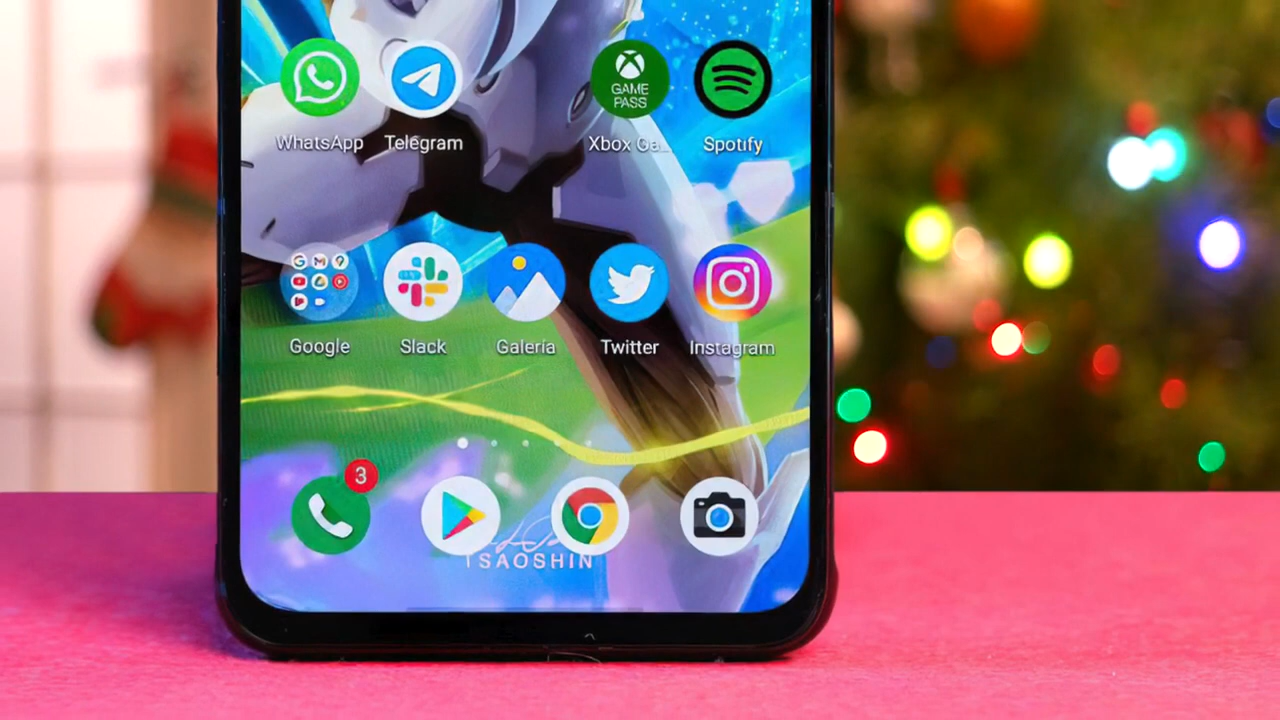 GAME
PASS
WhatsApp Telegram Xbox Ga... Spotify
Google Slack Galería Twitter Instagram
3
TSAOSHIN